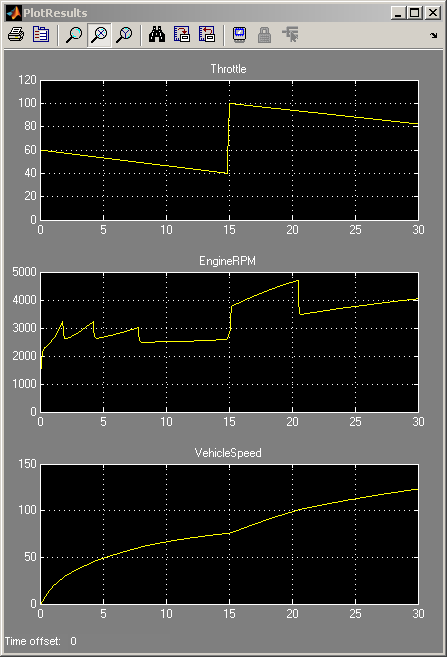 PlotResults
Throttle
120
100
80
60
40
20
0
0 5 10 15 20 25 30
EngineRPM
5000
4000
3000
2000
1000
0
0 5 10 15 20 25 30
VehicleSpeed
150
100
50
0
0 5 10 15 20 25 30
Time offset: 0